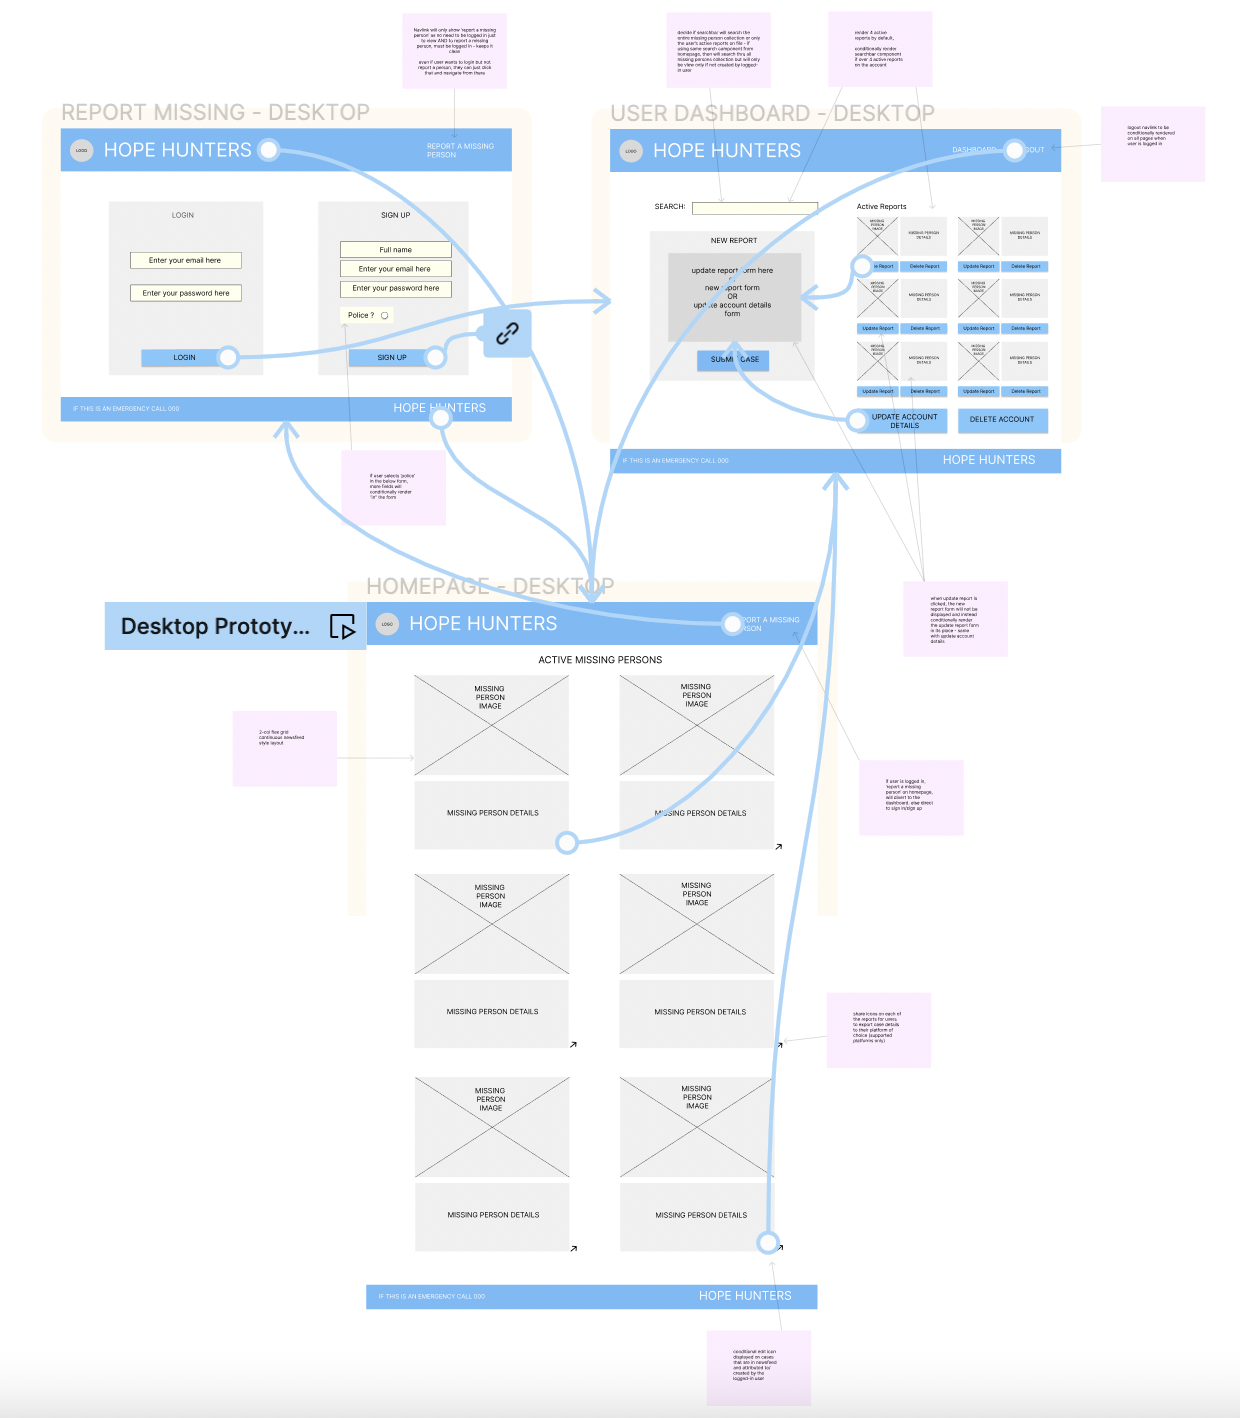 Navlink will only show 'report a missing
person' as no need to be logged in just
to view AND to report a missing
person, must be logged in - keeps it
clean
even if user wants to login but not
report a person, they can just click
that and navigate from there
decide if searchbar will search the
entire missing person collection or only
the user's active reports on file - if
using same search component from
homepage, then will search thru all
missing persons collection but will only
be view only if not created by logged-
in user
render 4 active
reports by default,
conditionally render
searchbar component
if over 4 active reports
on the account
REPORT MISSING - DESKTOP
LOGO
HOPE HUNTERS
REPORT A MISSING
PERSON
LOGIN
Enter your email here
Enter your password here
LOGIN
SIGN UP
Full name
Enter your email here
Enter your password here
Police ?
SIGN UP
IF THIS IS AN EMERGENCY CALL 000
HOPE HUNTERS
if user selects 'police'
in the below form,
more fields will
conditionally render
'in' the form
USER DASHBOARD - DESKTOP
LOGO
HOPE HUNTERS
DASHBOARD
OUT
logout navlink to be
conditionally rendered
on all pages when
user is logged in
SEARCH:
NEW REPORT
update report form here
new report form
OR
update account details
form
SUBMIT CASE
Active Reports
MISSING PERSON IMAGE
MISSING PERSON DETAILS
MISSING PERSON IMAGE
MISSING PERSON DETAILS
Report
Delete Report
Update Report
Delete Report
MISSING PERSON IMAGE
MISSING PERSON DETAILS
MISSING PERSON IMAGE
MISSING PERSON DETAILS
Update Report
Delete Report
Update Report
Delete Report
MISSING PERSON IMAGE
MISSING PERSON DETAILS
MISSING PERSON IMAGE
MISSING PERSON DETAILS
Update Report
Delete Report
Update Report
Delete Report
UPDATE ACCOUNT
DETAILS
DELETE ACCOUNT
IF THIS IS AN EMERGENCY CALL 000
HOPE HUNTERS
when update report is
clicked, the new
report form will not be
displayed and instead
conditionally render
the update report form
in its place - same
with update account
details
Desktop Prototy...
HOMEPAGE - DESKTOP
LOGO
HOPE HUNTERS
PORT A MISSING
RSON
ACTIVE MISSING PERSONS
MISSING
PERSON
IMAGE
MISSING
PERSON
IMAGE
MISSING PERSON DETAILS
MISSING PERSON DETAILS
MISSING
PERSON
IMAGE
MISSING
PERSON
IMAGE
MISSING PERSON DETAILS
MISSING PERSON DETAILS
MISSING
PERSON
IMAGE
MISSING
PERSON
IMAGE
MISSING PERSON DETAILS
MISSING PERSON DETAILS
IF THIS IS AN EMERGENCY CALL 000
HOPE HUNTERS
2-col flex grid
continuous newsfeed
style layout
if user is logged in,
'report a missing
person' on homepage,
will divert to the
dashboard, else direct
to sign in/sign up
share icons on each of
the reports for users
to export case details
to their platform of
choice (supported
platforms only)
conditional edit icon
displayed on cases
that are in newsfeed
and attributed to/
created by the
logged-in user